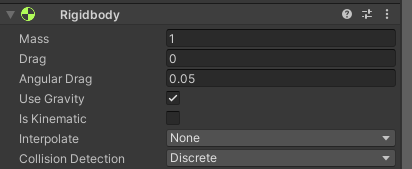 Rigidbody
Mass 1
Drag 0
Angular Drag 0.05
Use Gravity
Is Kinematic
Interpolate None
Collision Detection Discrete